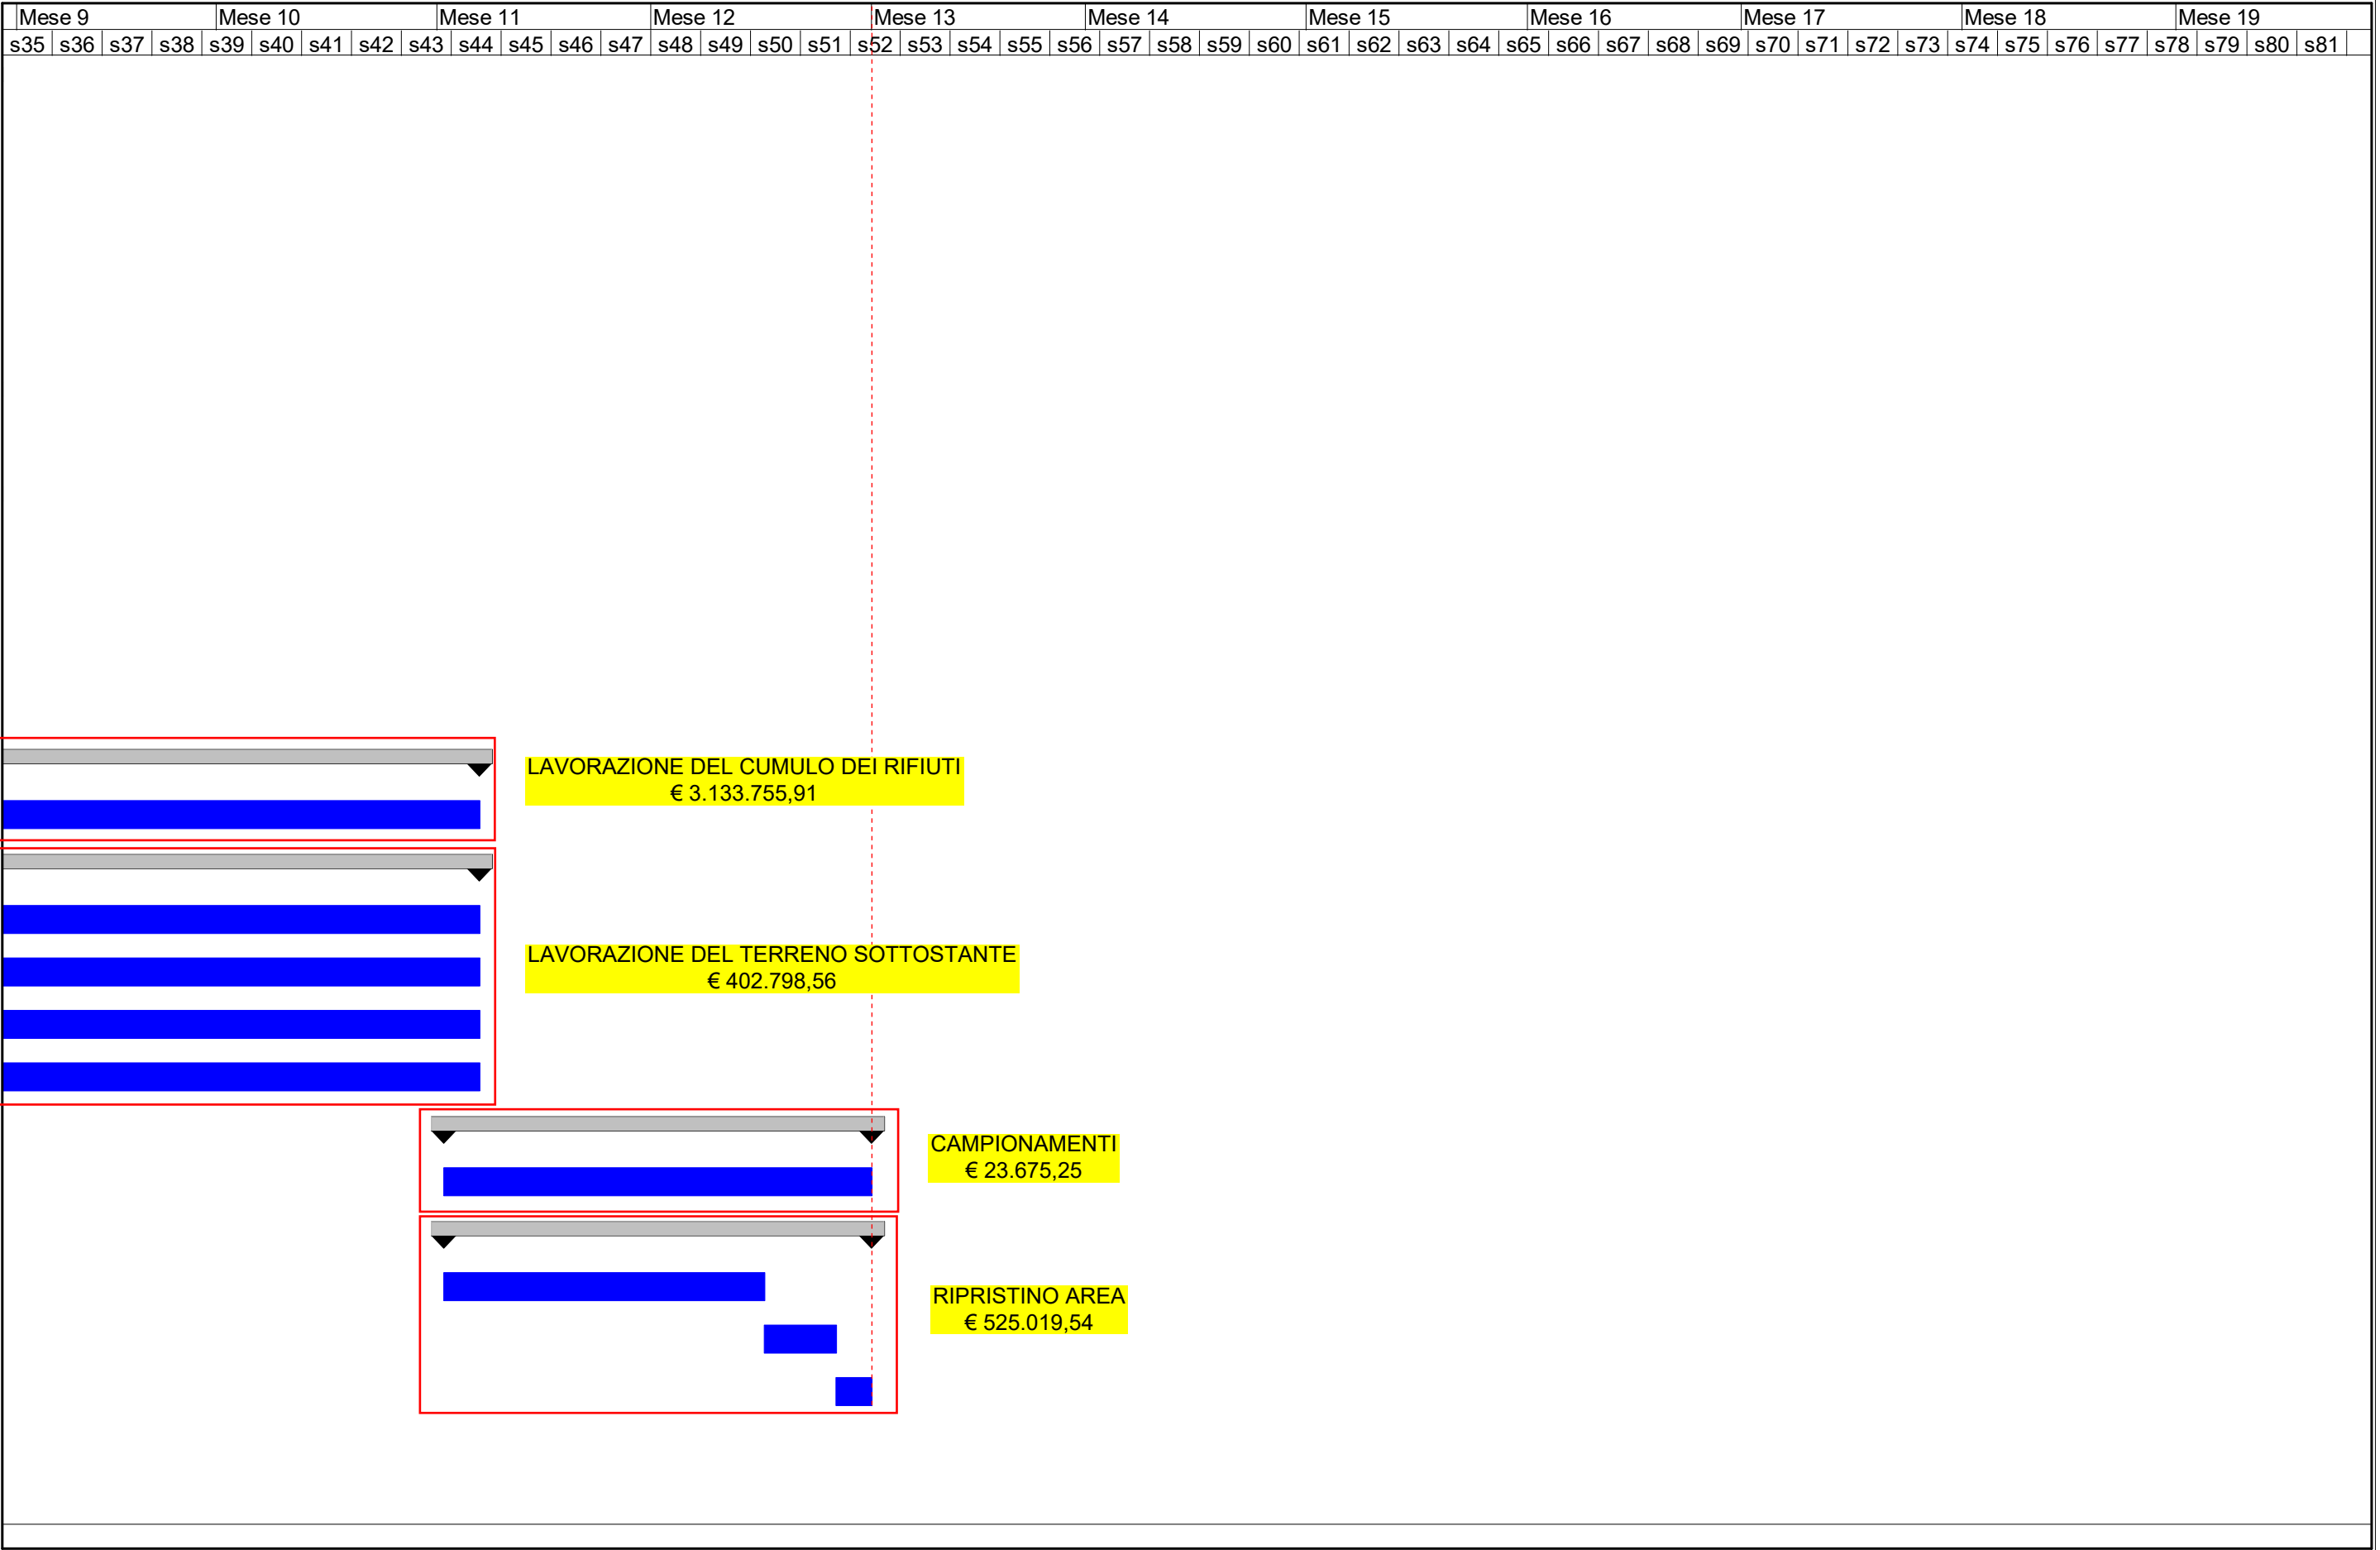 Mese 9 Mese 10 Mese 11 Mese 12 Mese 13 Mese 14 Mese 15 Mese 16 Mese 17 Mese 18 Mese 19
s35 s36 s37 s38 s39 s40 s41 s42 s43 s44 s45 s46 s47 s48 s49 s50 s51 s52 s53 s54 s55 s56 s57 s58 s59 s60 s61 s62 s63 s64 s65 s66 s67 s68 s69 s70 s71 s72 s73 s74 s75 s76 s77 s78 s79 s80 s81
LAVORAZIONE DEL CUMULO DEI RIFIUTI
€ 3.133.755,91
LAVORAZIONE DEL TERRENO SOTTOSTANTE
€ 402.798,56
CAMPIONAMENTI
€ 23.675,25
RIPRISTINO AREA
€ 525.019,54